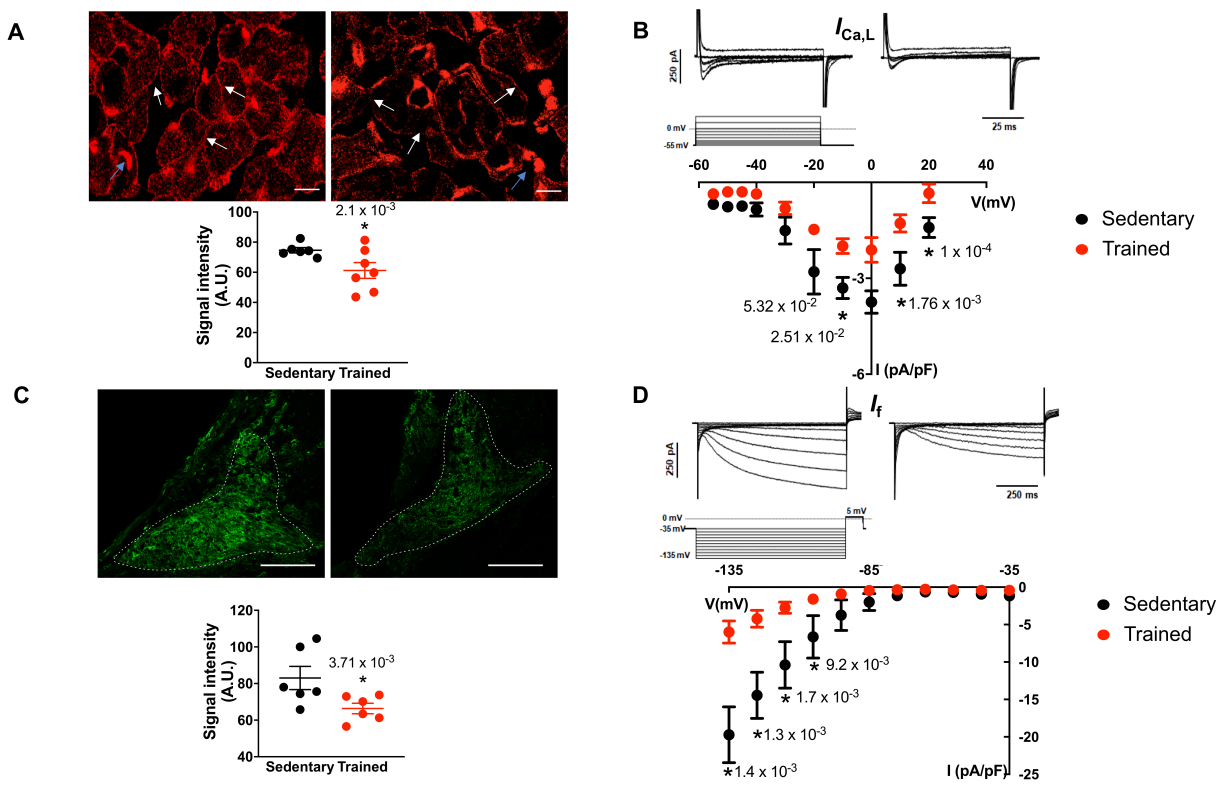 A
2.1 x 10⁻³
*
Signal intensity
(A.U.)
100
80
60
40
20
0
Sedentary Trained
B
I Ca,L
250 pA
25 ms
0 mV
-55 mV
-60 -40 -20 0 20 40
V(mV)
Sedentary
Trained
* 1 x 10⁻⁴
-3
5.32 x 10⁻²
* 1.76 x 10⁻³
*
2.51 x 10⁻²
-6
I (pA/pF)
C
3.71 x 10⁻³
*
Signal intensity
(A.U.)
120
100
80
60
40
Sedentary Trained
D
I f
250 pA
250 ms
0 mV
5 mV
-35 mV
-135 mV
-135 -85 -35
V(mV)
0
-5
-10
-15
-20
-25
Sedentary
Trained
* 9.2 x 10⁻³
* 1.7 x 10⁻³
* 1.3 x 10⁻³
* 1.4 x 10⁻³
I (pA/pF)